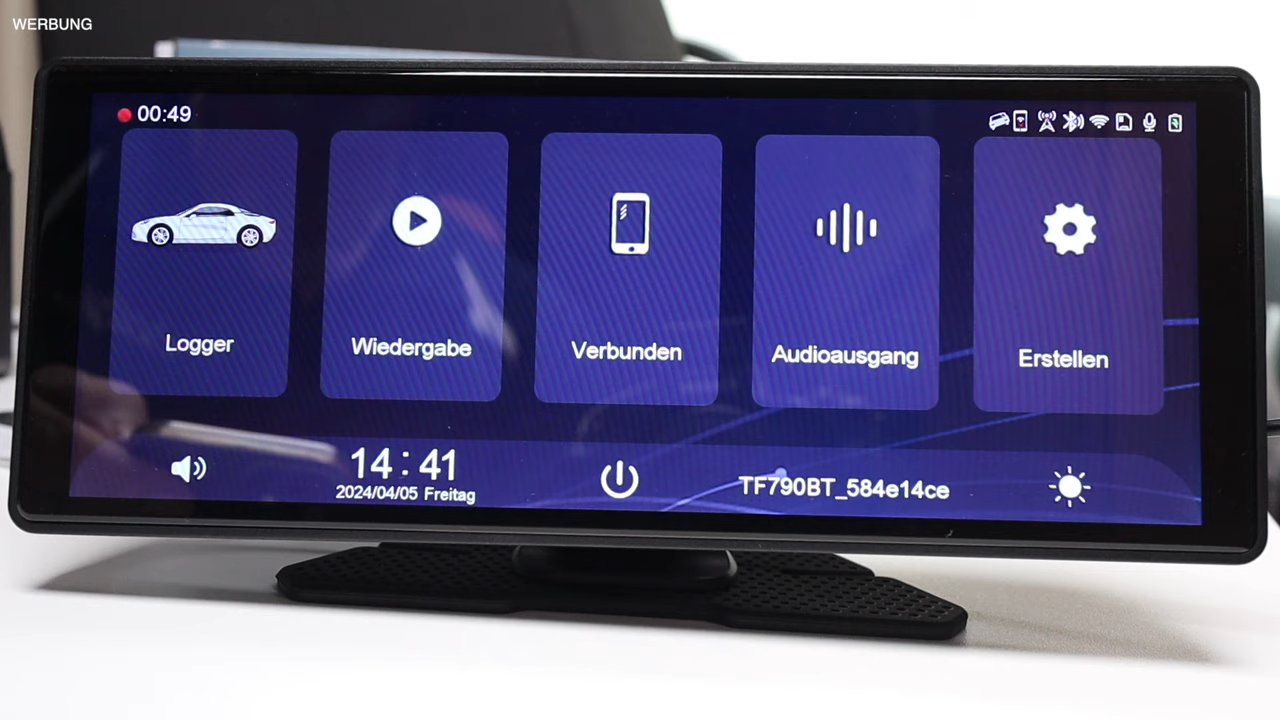 WERBUNG
00:49
Logger
Wiedergabe
Verbunden
Audioausgang
Erstellen
14:41
2024/04/05 Freitag
TF790BT_584e14ce